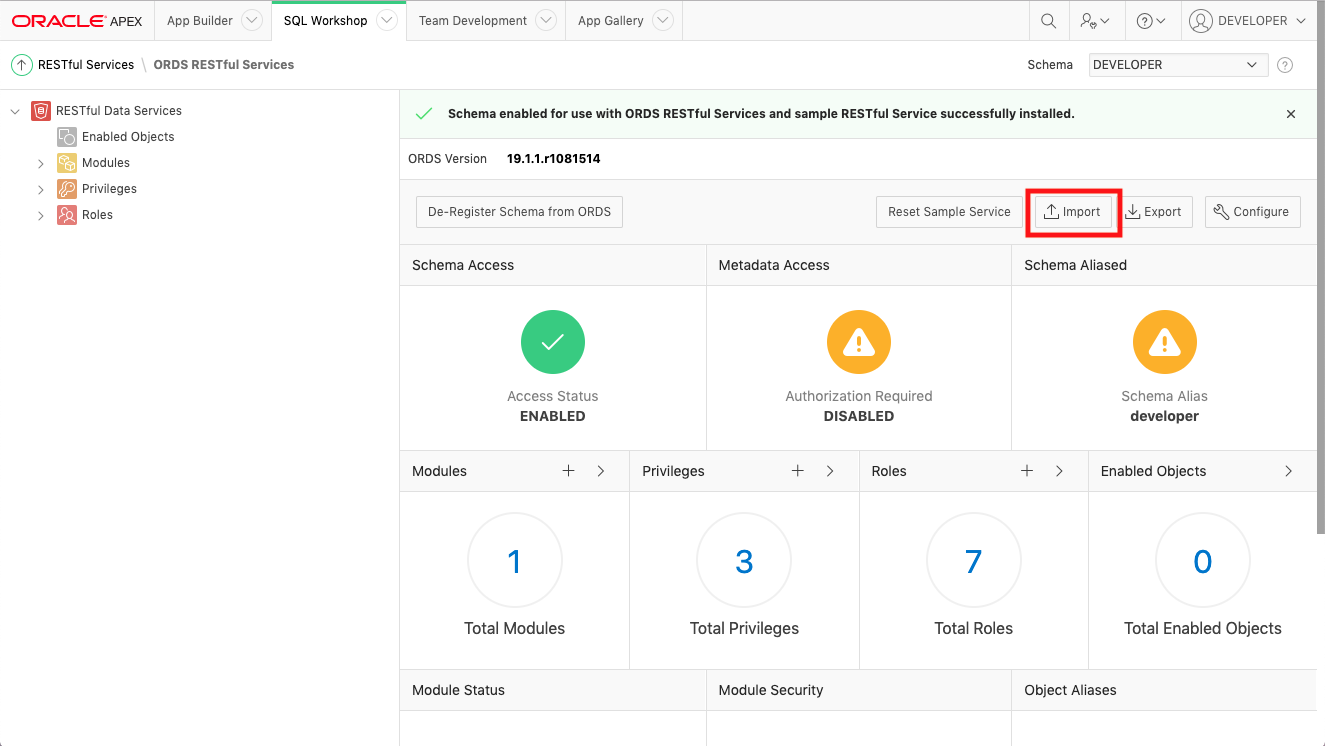 ORACLE APEX App Builder SQL Workshop Team Development App Gallery DEVELOPER
RESTful Services \ ORDS RESTful Services Schema DEVELOPER
RESTful Data Services
Enabled Objects
Modules
Privileges
Roles
Schema enabled for use with ORDS RESTful Services and sample RESTful Service successfully installed.
ORDS Version 19.1.1.r1081514
De-Register Schema from ORDS Reset Sample Service Import Export Configure
Schema Access Metadata Access Schema Aliased
Access Status Authorization Required Schema Alias
ENABLED DISABLED developer
Modules Privileges Roles Enabled Objects
1 3 7 0
Total Modules Total Privileges Total Roles Total Enabled Objects
Module Status Module Security Object Aliases